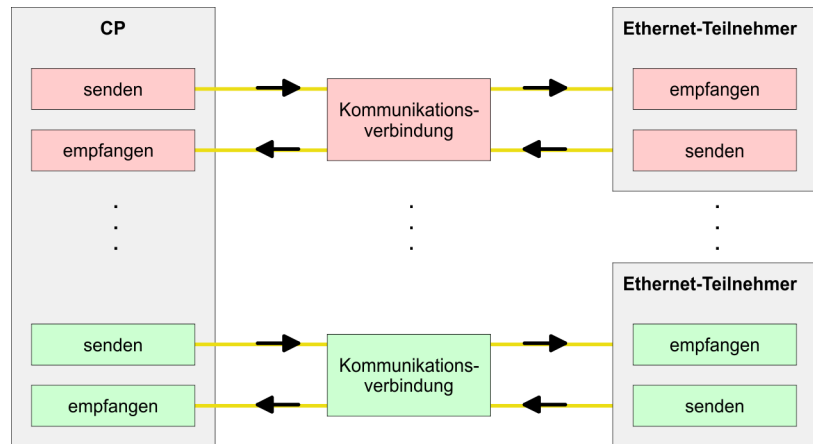 CP
Ethernet-Teilnehmer
senden
Kommunikations-
verbindung
empfangen
empfangen
senden
Ethernet-Teilnehmer
senden
Kommunikations-
verbindung
empfangen
empfangen
senden